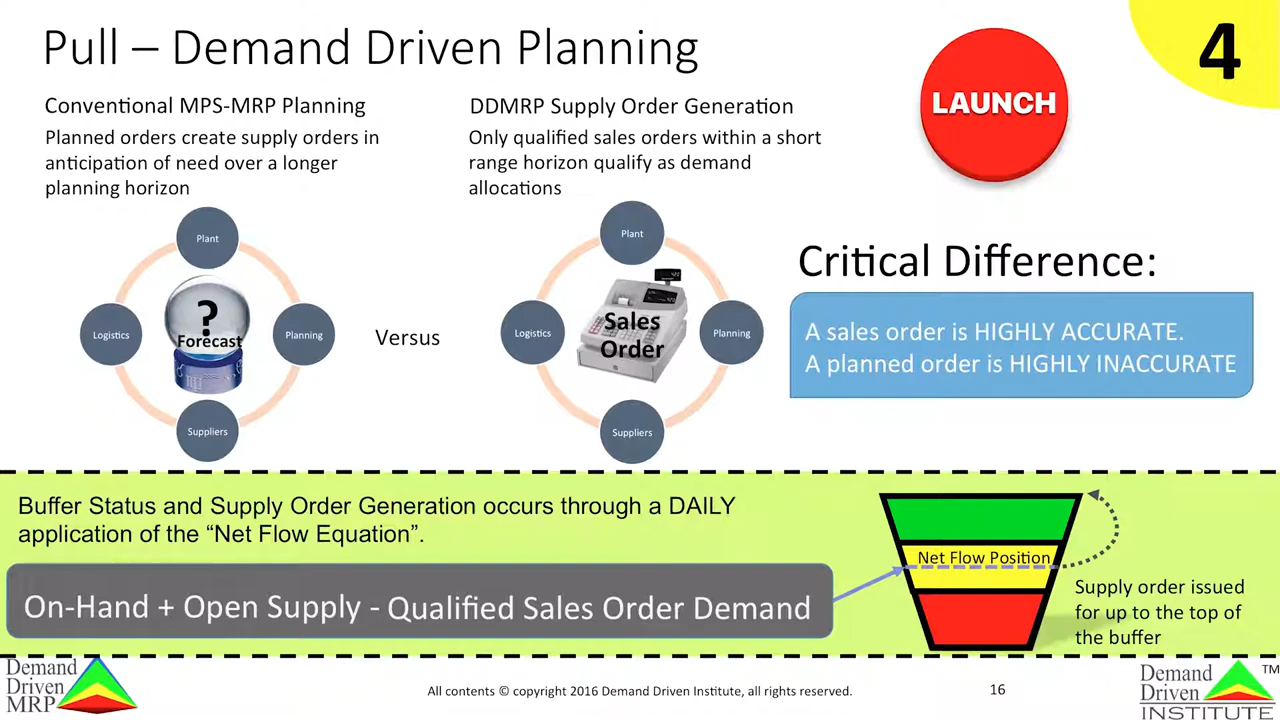 Pull – Demand Driven Planning
4
LAUNCH
Conventional MPS-MRP Planning
Planned orders create supply orders in
anticipation of need over a longer
planning horizon
DDMRP Supply Order Generation
Only qualified sales orders within a short
range horizon qualify as demand
allocations
Plant
Logistics
?
Forecast
Planning
Suppliers
Versus
Plant
Logistics
Sales
Order
Planning
Suppliers
Critical Difference:
A sales order is HIGHLY ACCURATE.
A planned order is HIGHLY INACCURATE
Buffer Status and Supply Order Generation occurs through a DAILY
application of the “Net Flow Equation”.
On-Hand + Open Supply - Qualified Sales Order Demand
Net Flow Position
Supply order issued
for up to the top of
the buffer
Demand
Driven
MRP
All contents © copyright 2016 Demand Driven Institute, all rights reserved.
16
Demand
Driven
INSTITUTE
TM